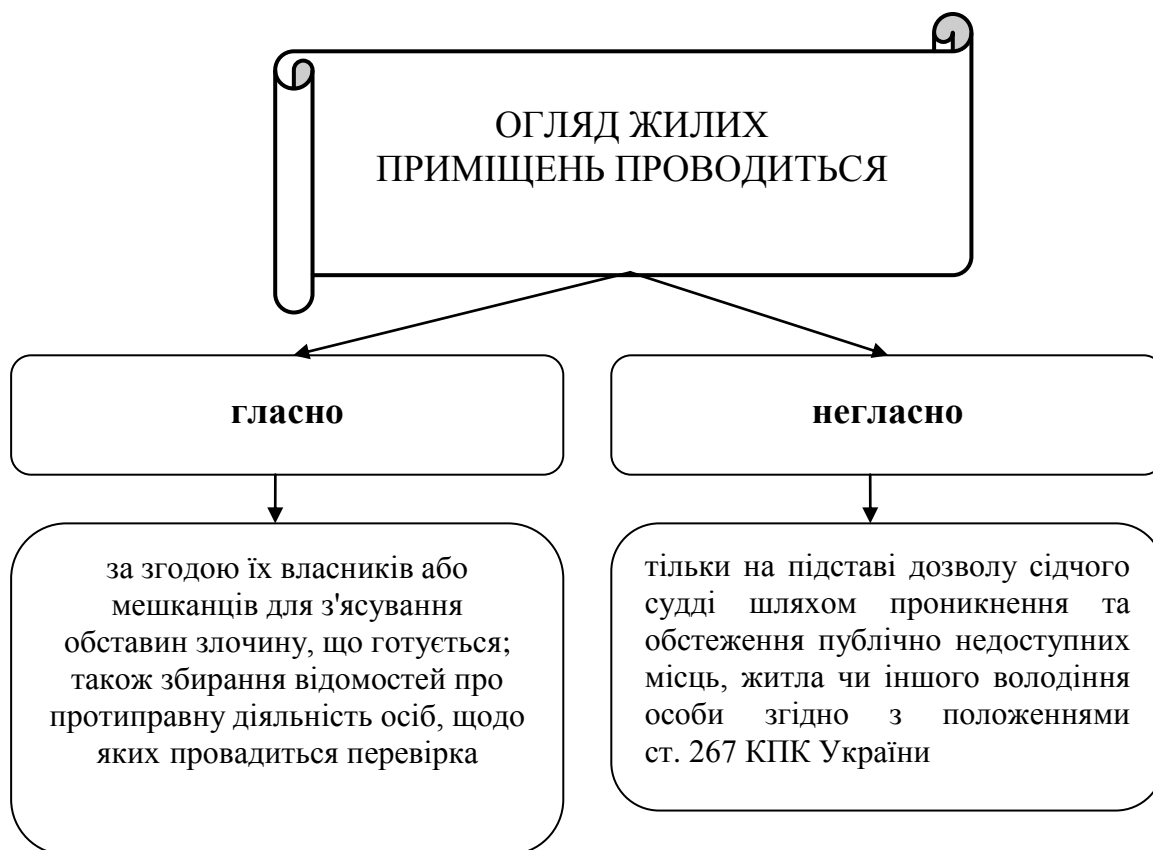 ОГЛЯД ЖИЛИХ
ПРИМІЩЕНЬ ПРОВОДИТЬСЯ
гласно
негласно
за згодою їх власників або
мешканців для з'ясування
обставин злочину, що готується;
також збирання відомостей про
протиправну діяльність осіб, щодо
яких провадиться перевірка
тільки на підставі дозволу сідчого
судді шляхом проникнення та
обстеження публічно недоступних
місць, житла чи іншого володіння
особи згідно з положеннями
ст. 267 КПК України